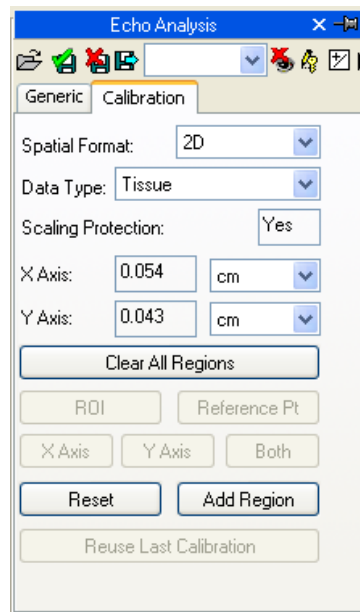 Echo Analysis
Generic Calibration
Spatial Format: 2D
Data Type: Tissue
Scaling Protection: Yes
X Axis: 0.054 cm
Y Axis: 0.043 cm
Clear All Regions
ROI Reference Pt
X Axis Y Axis Both
Reset Add Region
Reuse Last Calibration